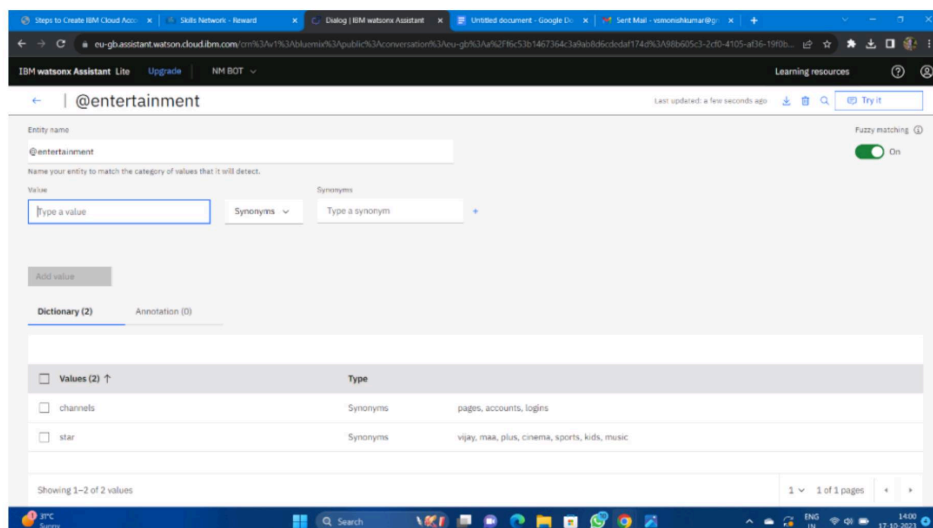 Steps to Create IBM Cloud Acco
Skills Network - Reward
Dialog | IBM watsonx Assistant
Untitled document - Google Do
Sent Mail -
eu-gb.assistant.watson.cloud.ibm.com/
IBM watsonx Assistant Lite Upgrade NM BOT Learning resources
@entertainment Last updated: a few seconds ago Try it
Entity name Fuzzy matching
@entertainment On
Name your entity to match the category of values that it will detect.
Value Synonyms
Type a value Synonyms Type a synonym +
Add value
Dictionary (2) Annotation (0)
Values (2) ↑ Type
channels Synonyms pages, accounts, logins
star Synonyms vijay, maa, plus, cinema, sports, kids, music
Showing 1–2 of 2 values 1 1 of 1 pages
31°C Search ENG 14:00
Sunny IN 17-10-2023